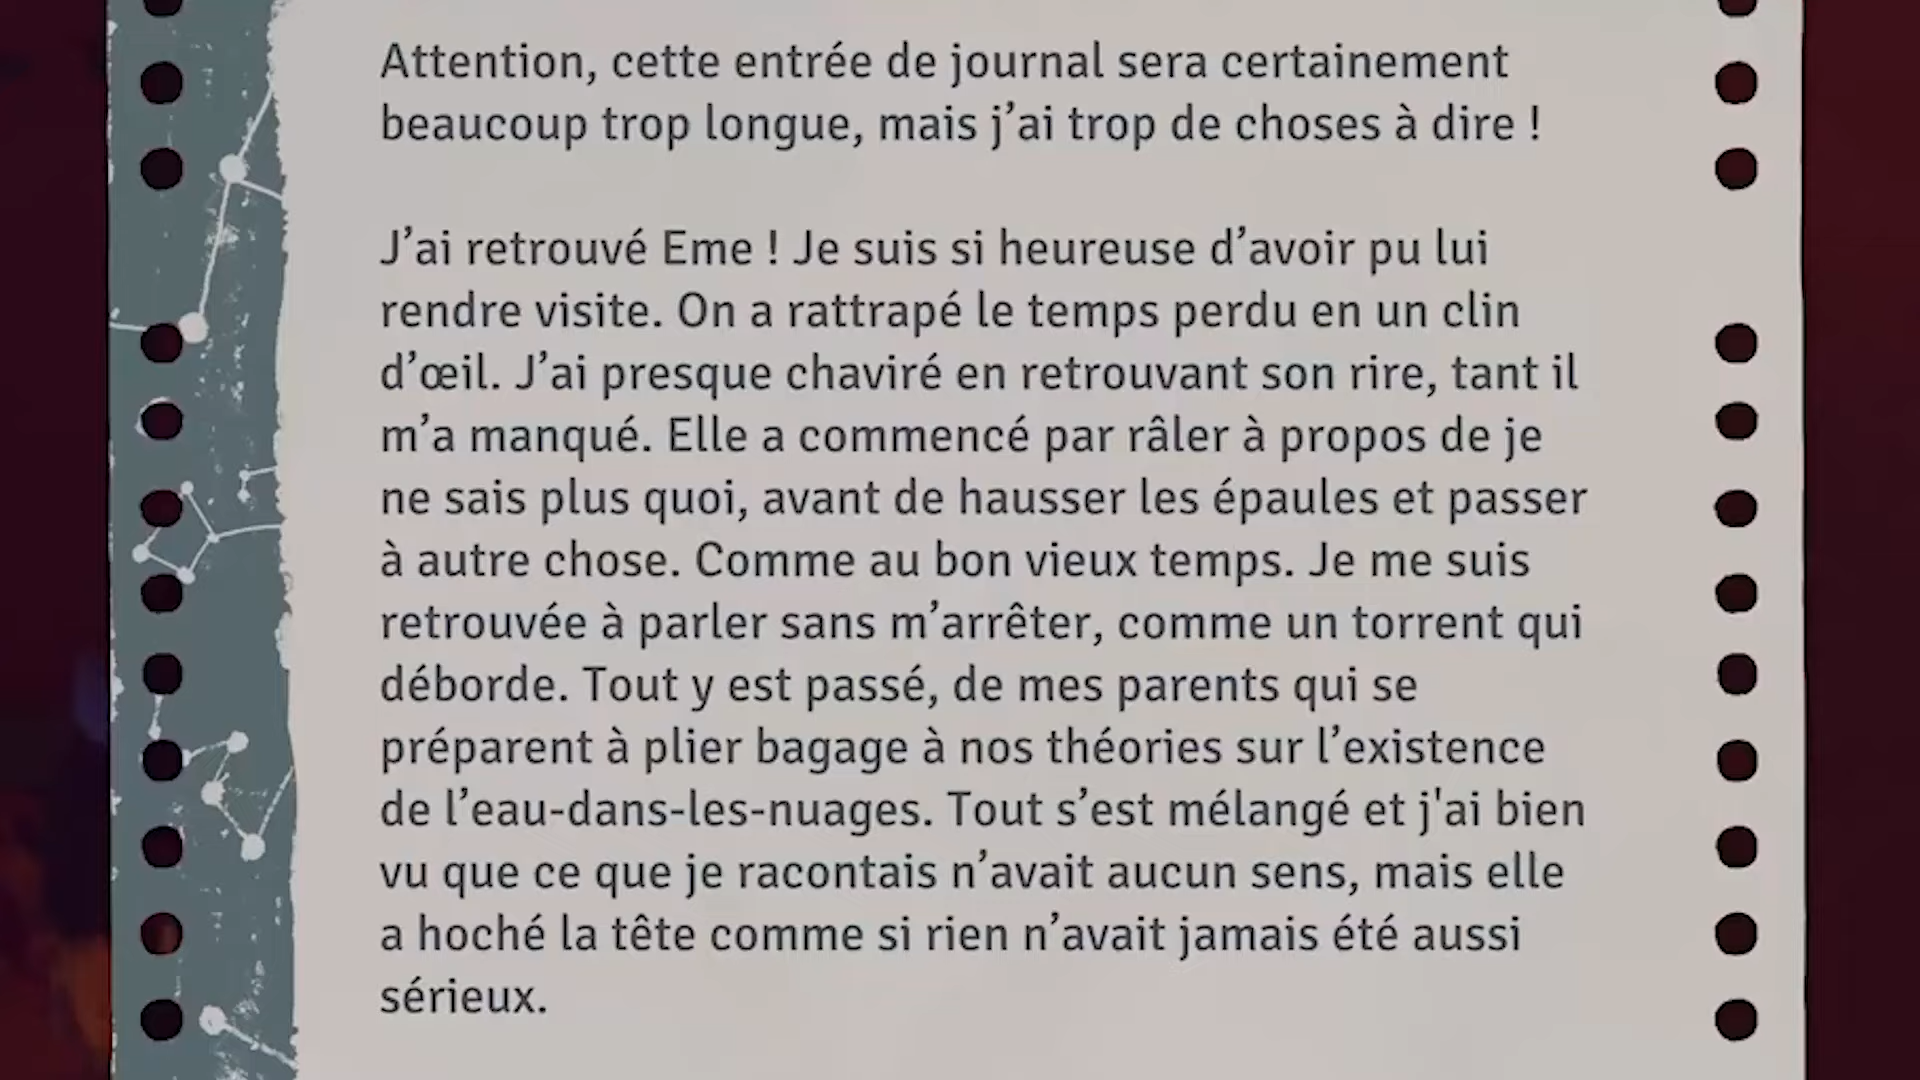 Attention, cette entrée de journal sera certainement
beaucoup trop longue, mais j’ai trop de choses à dire !
J’ai retrouvé Eme ! Je suis si heureuse d’avoir pu lui
rendre visite. On a rattrapé le temps perdu en un clin
d’œil. J’ai presque chaviré en retrouvant son rire, tant il
m’a manqué. Elle a commencé par râler à propos de je
ne sais plus quoi, avant de hausser les épaules et passer
à autre chose. Comme au bon vieux temps. Je me suis
retrouvée à parler sans m’arrêter, comme un torrent qui
déborde. Tout y est passé, de mes parents qui se
préparent à plier bagage à nos théories sur l’existence
de l’eau-dans-les-nuages. Tout s’est mélangé et j'ai bien
vu que ce que je racontais n’avait aucun sens, mais elle
a hoché la tête comme si rien n’avait jamais été aussi
sérieux.